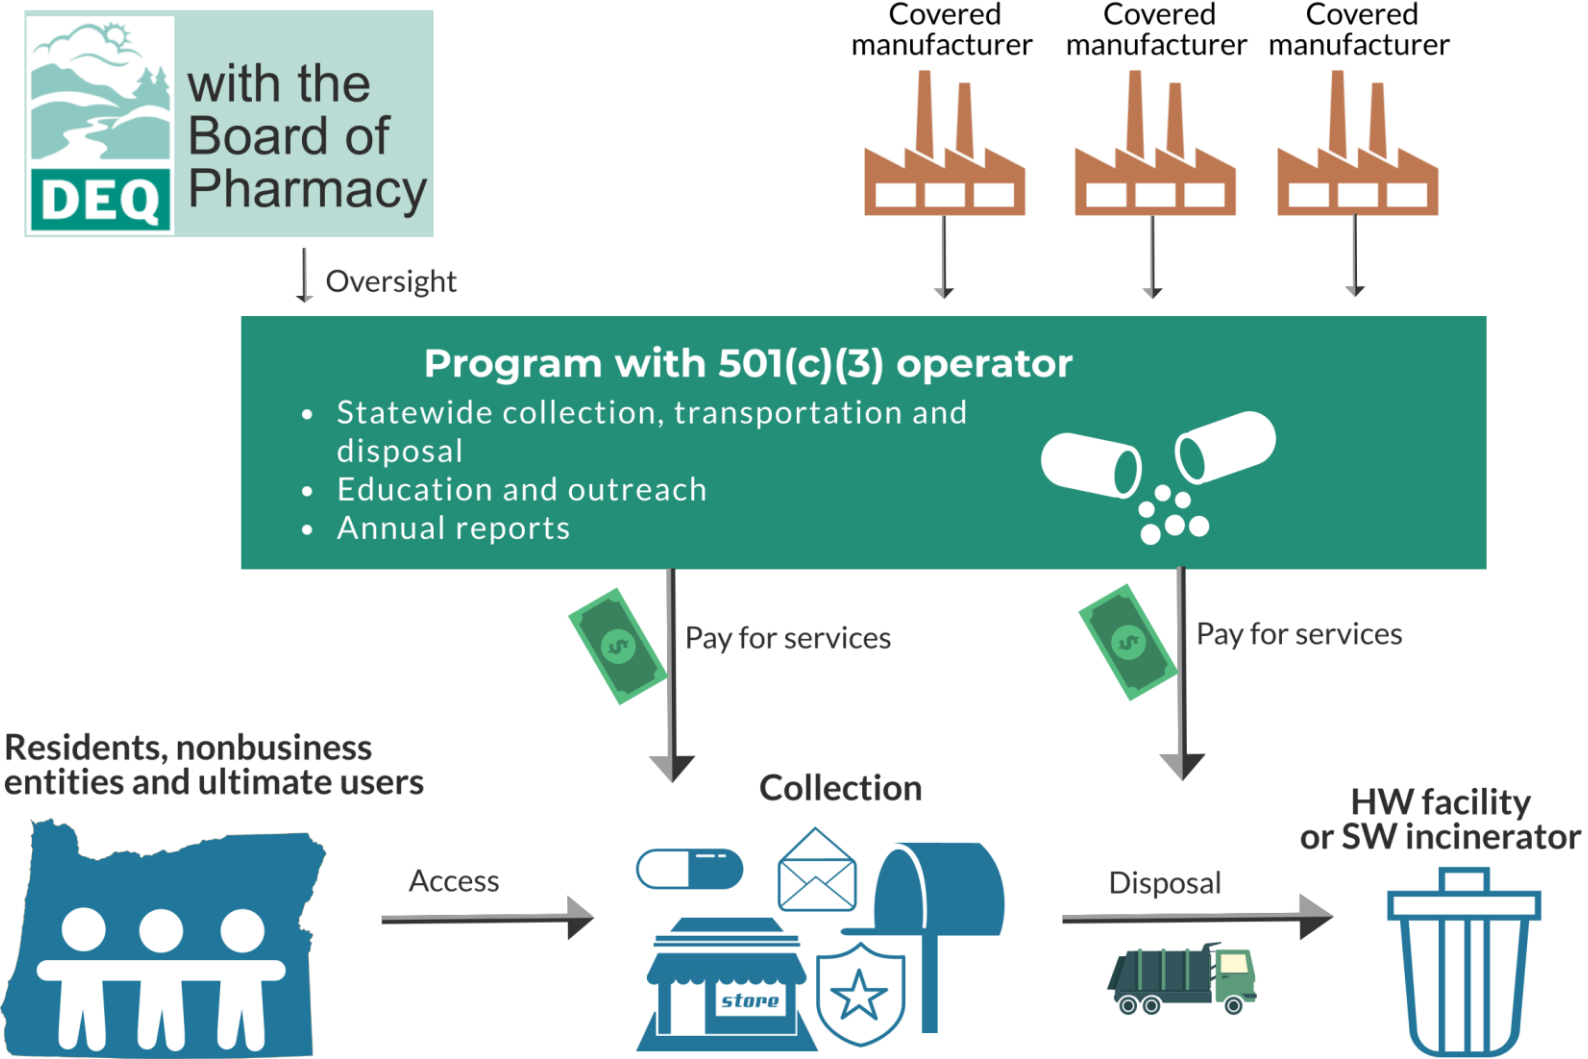 with the
Board of
Pharmacy
DEQ
Covered
manufacturer
Covered
manufacturer
Covered
manufacturer
Oversight
Program with 501(c)(3) operator
• Statewide collection, transportation and
disposal
• Education and outreach
• Annual reports
$
Pay for services
$
Pay for services
Residents, nonbusiness
entities and ultimate users
Access
Collection
store
Disposal
HW facility
or SW incinerator